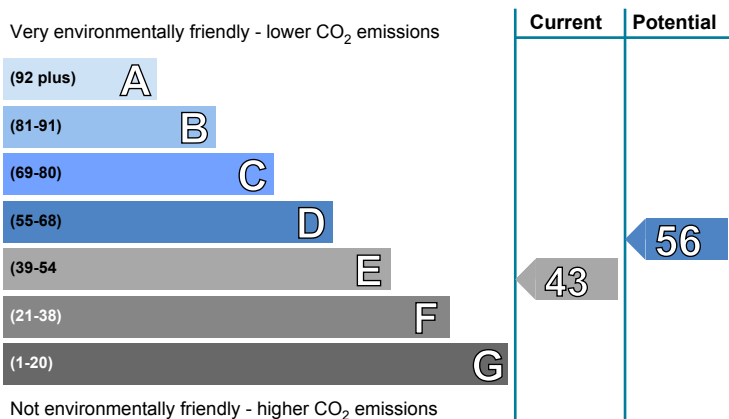 Very environmentally friendly - lower CO2 emissions
Current
Potential
(92 plus) A
(81-91) B
(69-80) C
(55-68) D
(39-54 E
(21-38) F
(1-20) G
43
56
Not environmentally friendly - higher CO2 emissions